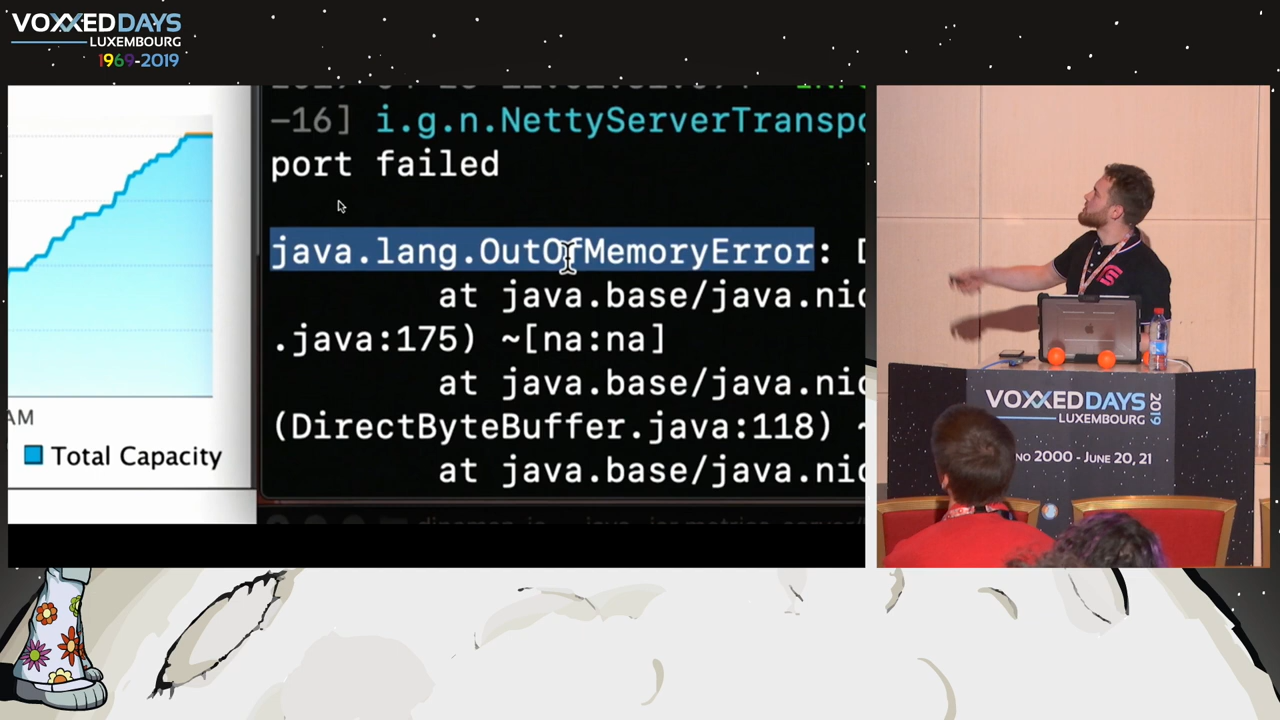 VOXXEDDAYS
LUXEMBOURG
1969-2019
-16] i.g.n.NettyServerTranspo
port failed
java.lang.OutOfMemoryError: D
at java.base/java.nio
.java:175) ~[na:na]
at java.base/java.nio
(DirectByteBuffer.java:118) ~
at java.base/java.nio
AM
Total Capacity
VOXXEDDAYS
LUXEMBOURG
2019
NO 2000 - JUNE 20, 21